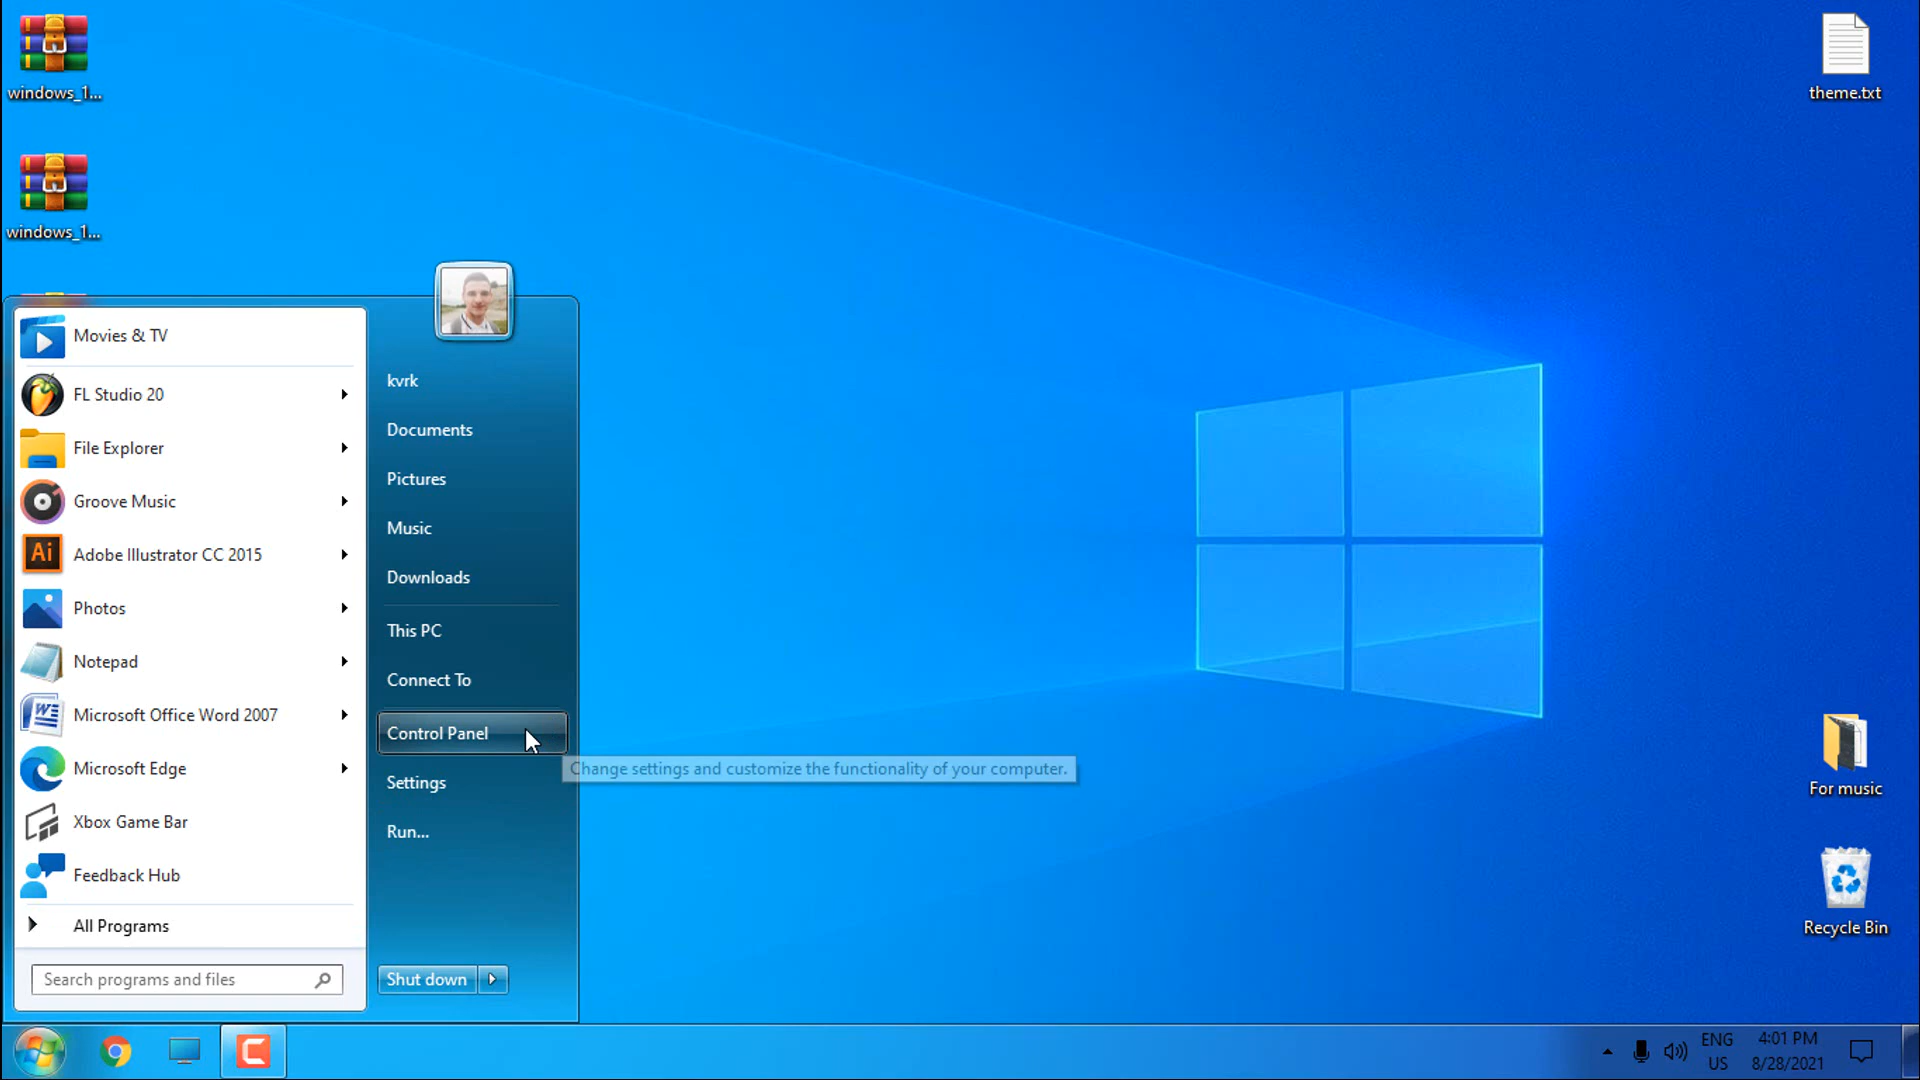 windows_1...
windows_1...
theme.txt
Movies & TV
FL Studio 20
File Explorer
Groove Music
Ai
Adobe Illustrator CC 2015
Photos
Notepad
W
Microsoft Office Word 2007
Microsoft Edge
Xbox Game Bar
Feedback Hub
All Programs
Search programs and files
kvrk
Documents
Pictures
Music
Downloads
This PC
Connect To
Control Panel
Change settings and customize the functionality of your computer.
Settings
Run...
Shut down
For music
Recycle Bin
C
ENG
US
4:01 PM
8/28/2021